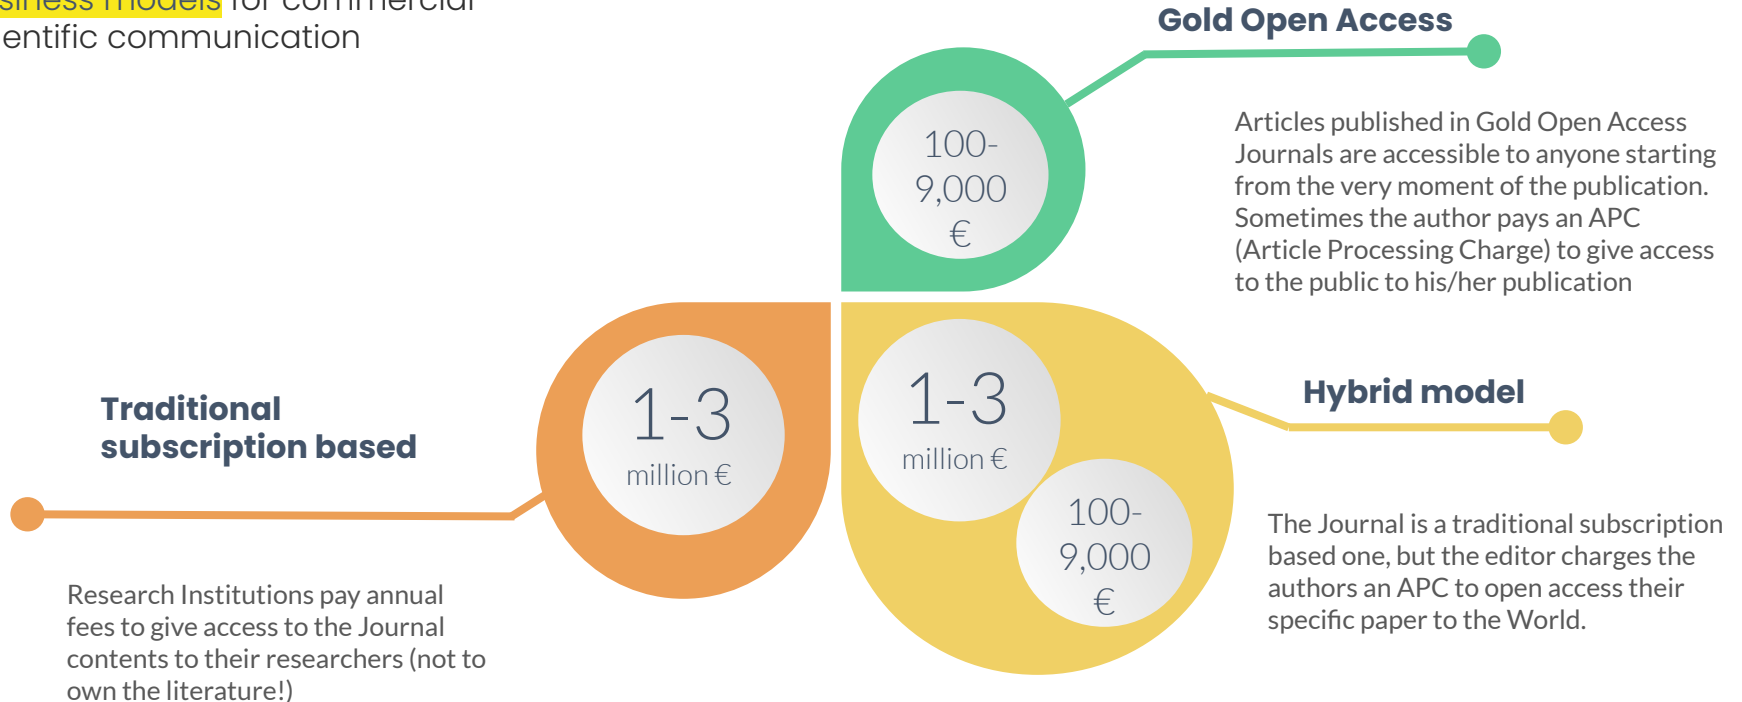 siness models for commercial
entific communication
Gold Open Access
100-
9,000
€
Articles published in Gold Open Access
Journals are accessible to anyone starting
from the very moment of the publication.
Sometimes the author pays an APC
(Article Processing Charge) to give access
to the public to his/her publication
Traditional
subscription based
1-3
million €
Research Institutions pay annual
fees to give access to the Journal
contents to their researchers (not to
own the literature!)
1-3
million €
100-
9,000
€
Hybrid model
The Journal is a traditional subscription
based one, but the editor charges the
authors an APC to open access their
specific paper to the World.